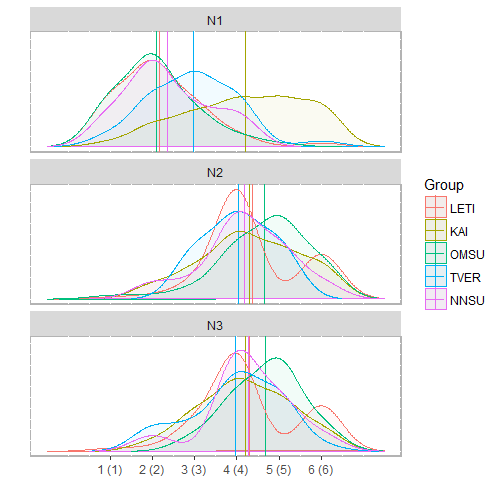 N1
N2
N3
1 (1) 2 (2) 3 (3) 4 (4) 5 (5) 6 (6)
Group
LETI
KAI
OMSU
TVER
NNSU